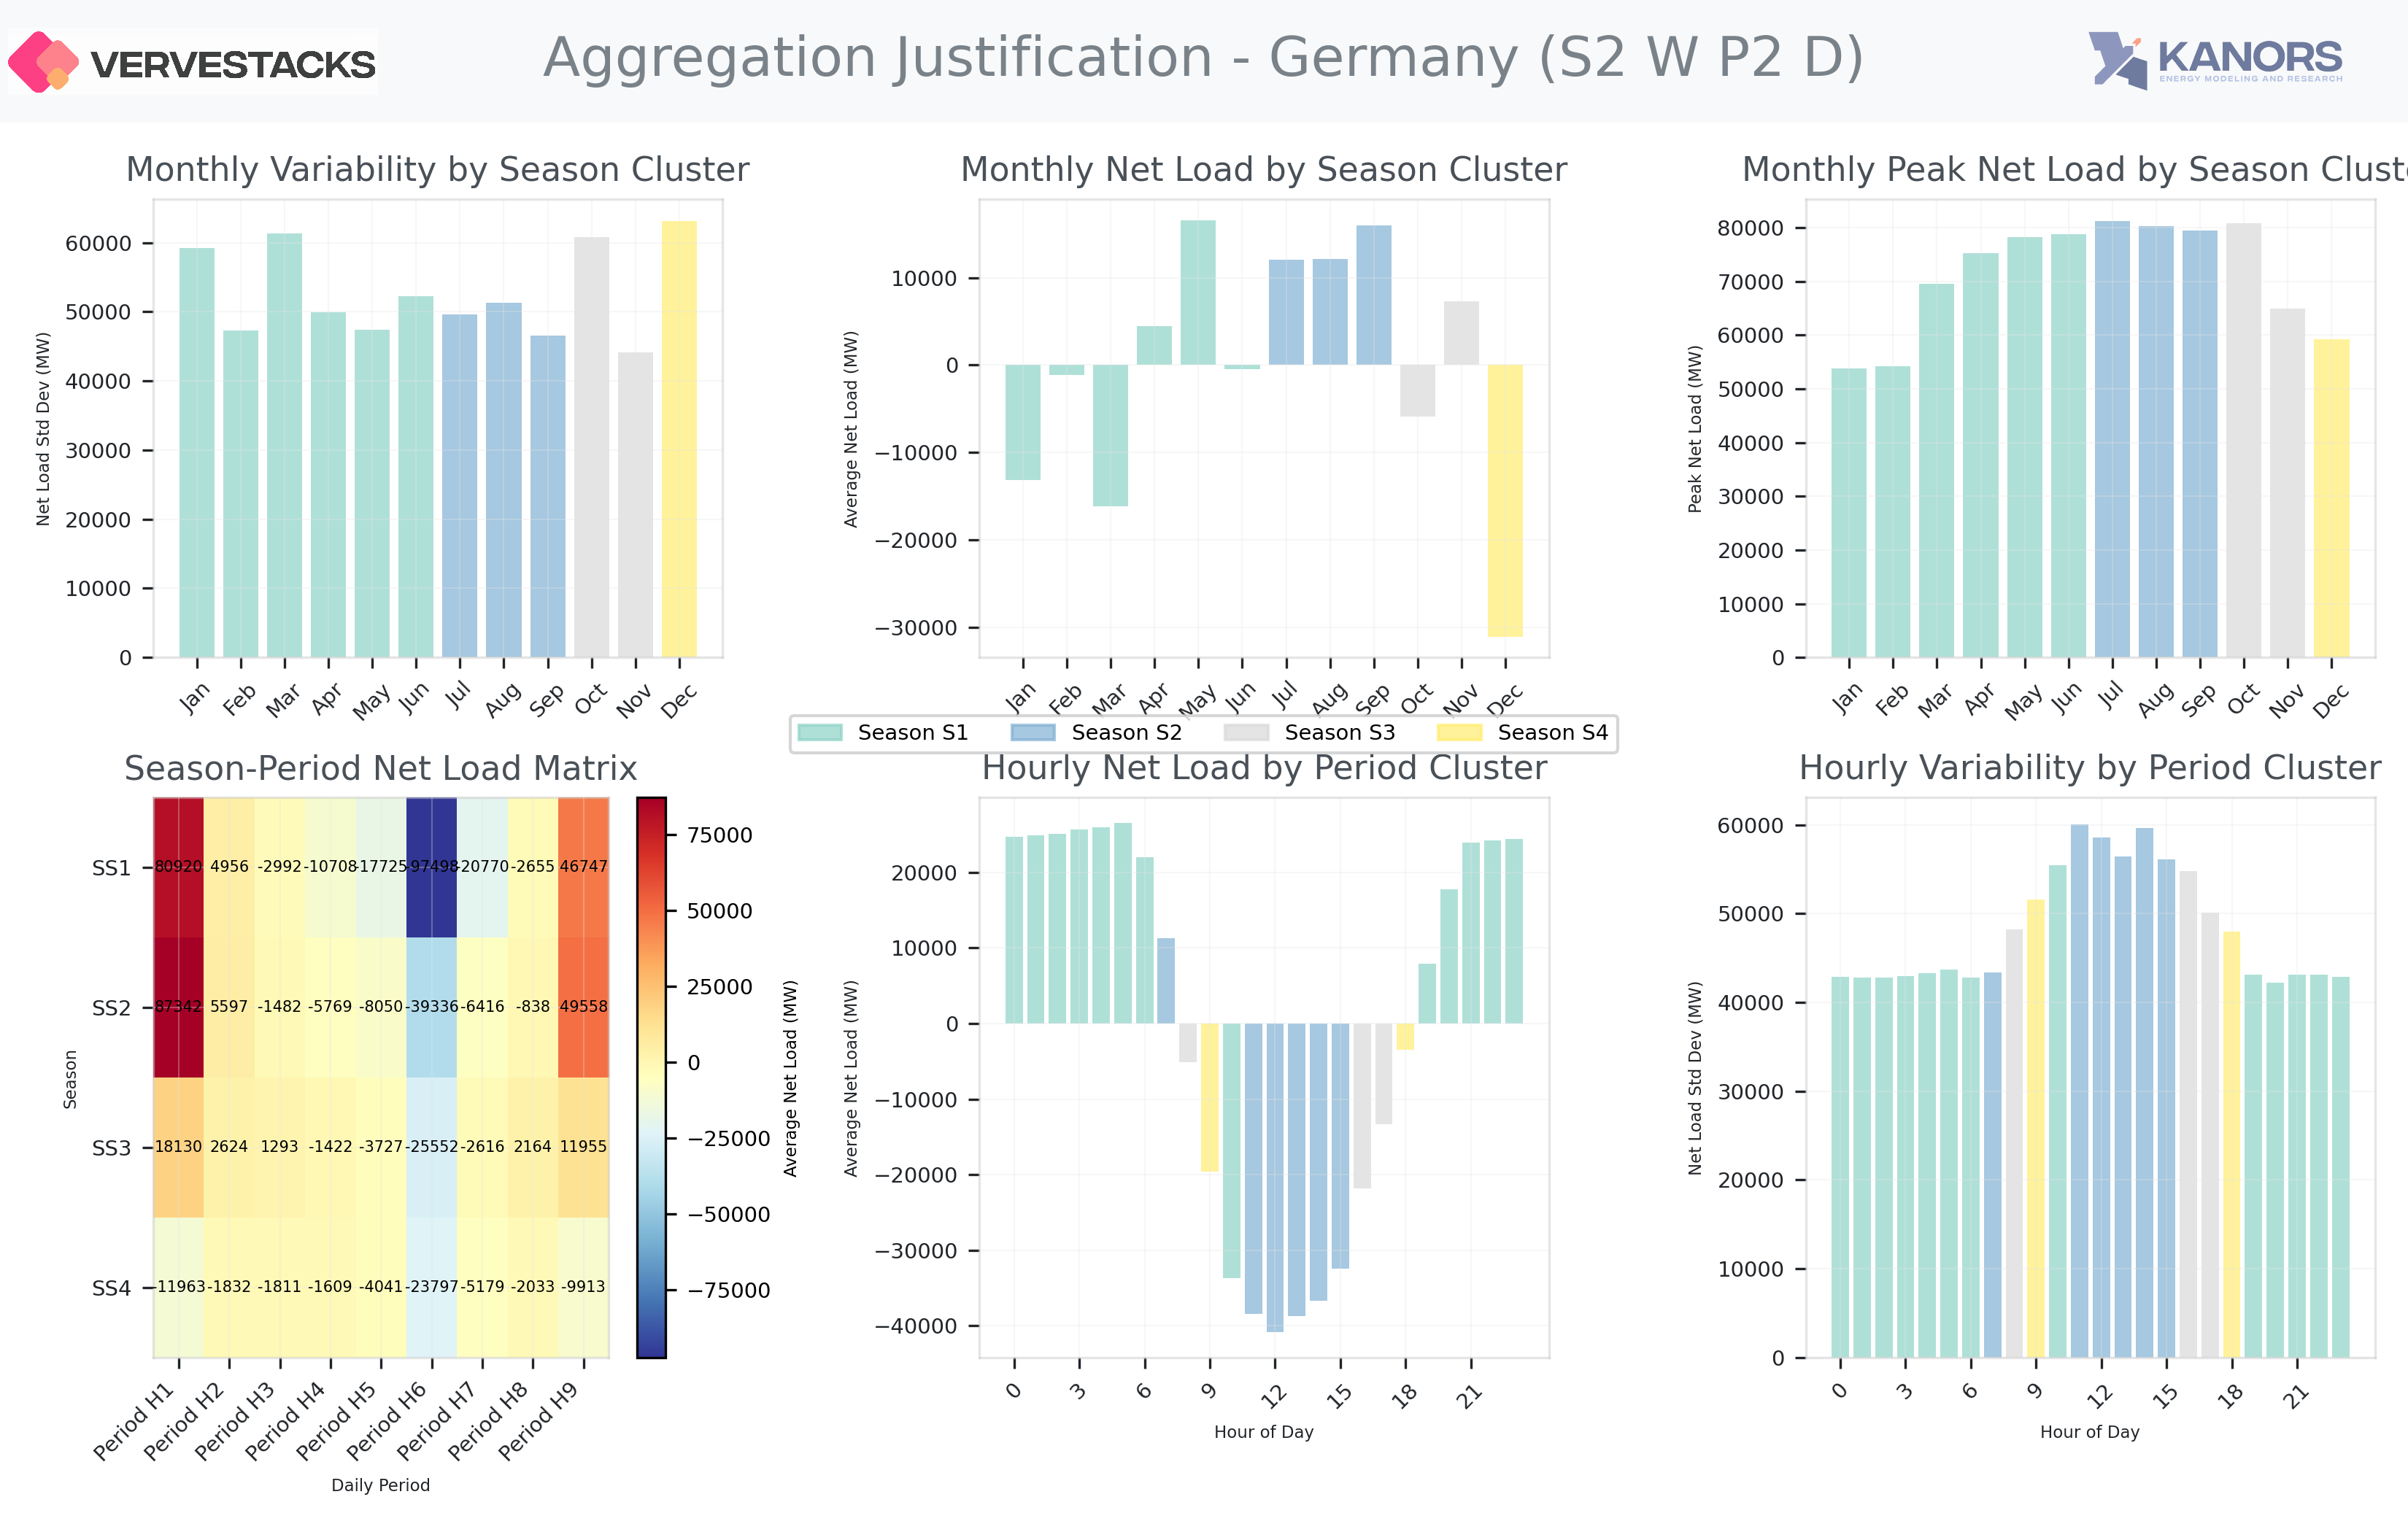 VERVESTACKS
Aggregation Justification - Germany (S2 W P2 D)
KANORS
ENERGY MODELING AND RESEARCH
Monthly Variability by Season Cluster
Net Load Std Dev (MW)
60000
50000
40000
30000
20000
10000
0
Jan Feb Mar Apr May Jun Jul Aug Sep Oct Nov Dec
Monthly Net Load by Season Cluster
Average Net Load (MW)
10000
0
−10000
−20000
−30000
Jan Feb Mar Apr May Jun Jul Aug Sep Oct Nov Dec
Monthly Peak Net Load by Season Clust
Peak Net Load (MW)
80000
70000
60000
50000
40000
30000
20000
10000
0
Jan Feb Mar Apr May Jun Jul Aug Sep Oct Nov Dec
Season S1 Season S2 Season S3 Season S4
Season-Period Net Load Matrix
Season
SS1 80920 4956 -2992 -10708 -17725 -97498 -20770 -2655 46747
SS2 87342 5597 -1482 -5769 -8050 -39336 -6416 -838 49558
SS3 18130 2624 1293 -1422 -3727 -25552 -2616 2164 11955
SS4 -11963 -1832 -1811 -1609 -4041 -23797 -5179 -2033 -9913
Period H1 Period H2 Period H3 Period H4 Period H5 Period H6 Period H7 Period H8 Period H9
Daily Period
75000
50000
25000
0
−25000
−50000
−75000
Average Net Load (MW)
Hourly Net Load by Period Cluster
Average Net Load (MW)
20000
10000
0
−10000
−20000
−30000
−40000
0 3 6 9 12 15 18 21
Hour of Day
Hourly Variability by Period Cluster
Net Load Std Dev (MW)
60000
50000
40000
30000
20000
10000
0
0 3 6 9 12 15 18 21
Hour of Day